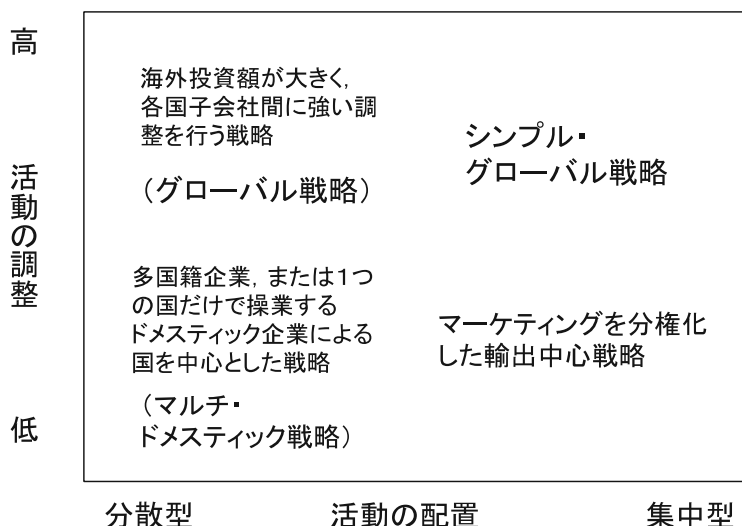 高
海外投資額が大きく，
各国子会社間に強い調
整を行う戦略
（グローバル戦略）
シンプル・
グローバル戦略
活動の調整
多国籍企業，または１つ
の国だけで操業する
ドメスティック企業による
国を中心とした戦略
（マルチ・
ドメスティック戦略）
マーケティングを分権化
した輸出中心戦略
低
分散型 活動の配置 集中型